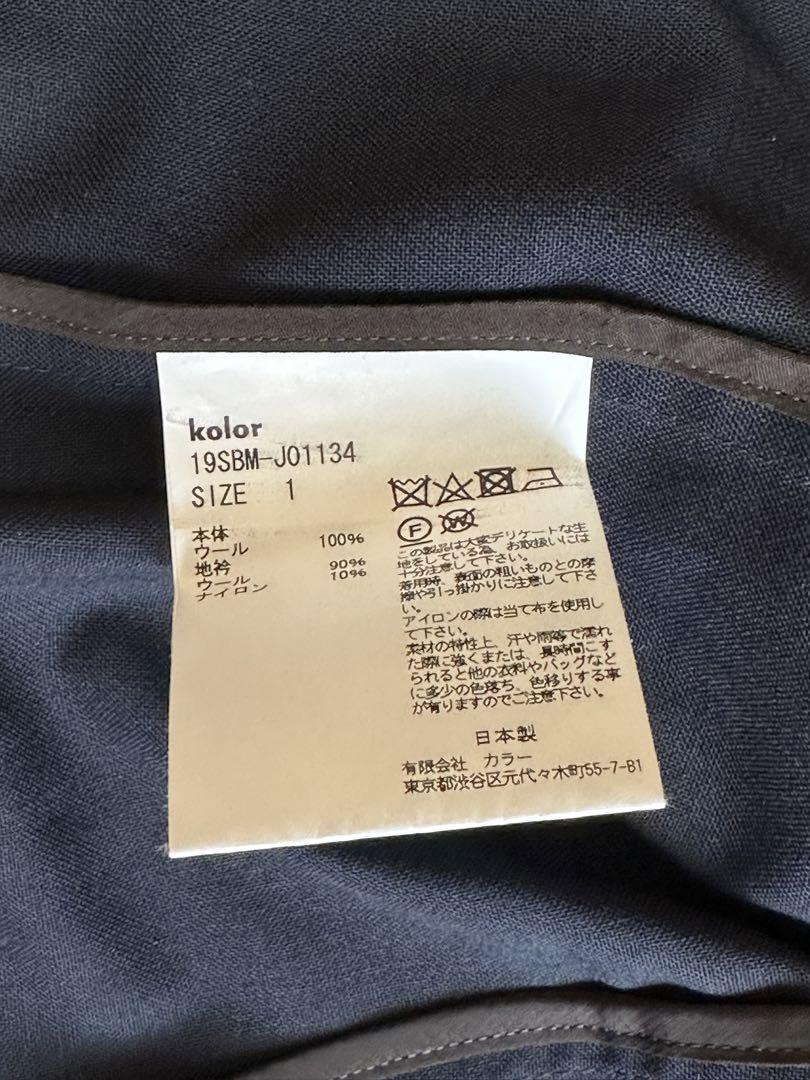 kolor
19SBM-J01134
SIZE 1
本体
ウール 100%
地衿
ウール 90%
ナイロン 10%
F W
この製品は大変デリケートな生
地をしている為、お取扱いには
十分注意して下さい。
着用時、表面の粗いものとの摩
擦や引っ掛かりに注意して下さ
い。
アイロンの際は当て布を使用し
て下さい。
素材の特性上、汗や雨等で濡れ
た際に強くまたは、長時間こす
られると他の衣料やバッグなど
に多少の色落ち、色移りする事
が有りますのでご注意下さい。
日本製
有限会社 カラー
東京都渋谷区元代々木町55-7-B1